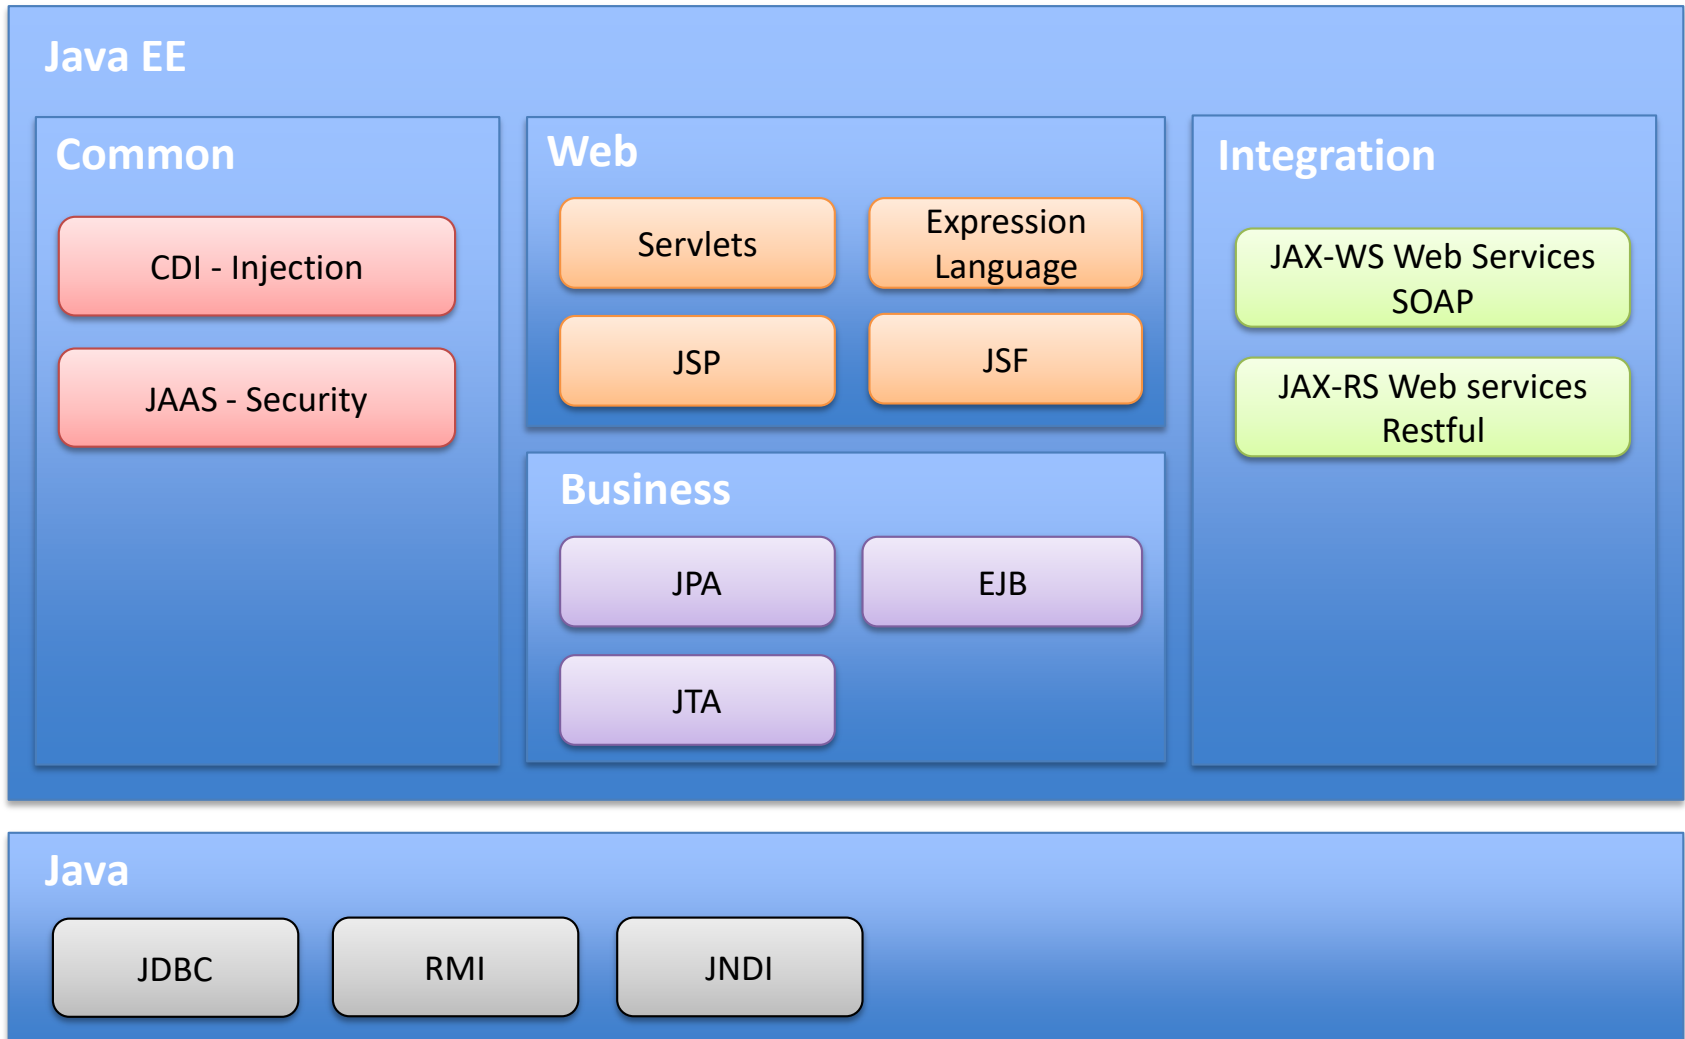 Java EE
Common
CDI - Injection
JAAS - Security
Web
Servlets
Expression
Language
JSP
JSF
Business
JPA
EJB
JTA
Integration
JAX-WS Web Services
SOAP
JAX-RS Web services
Restful
Java
JDBC
RMI
JNDI